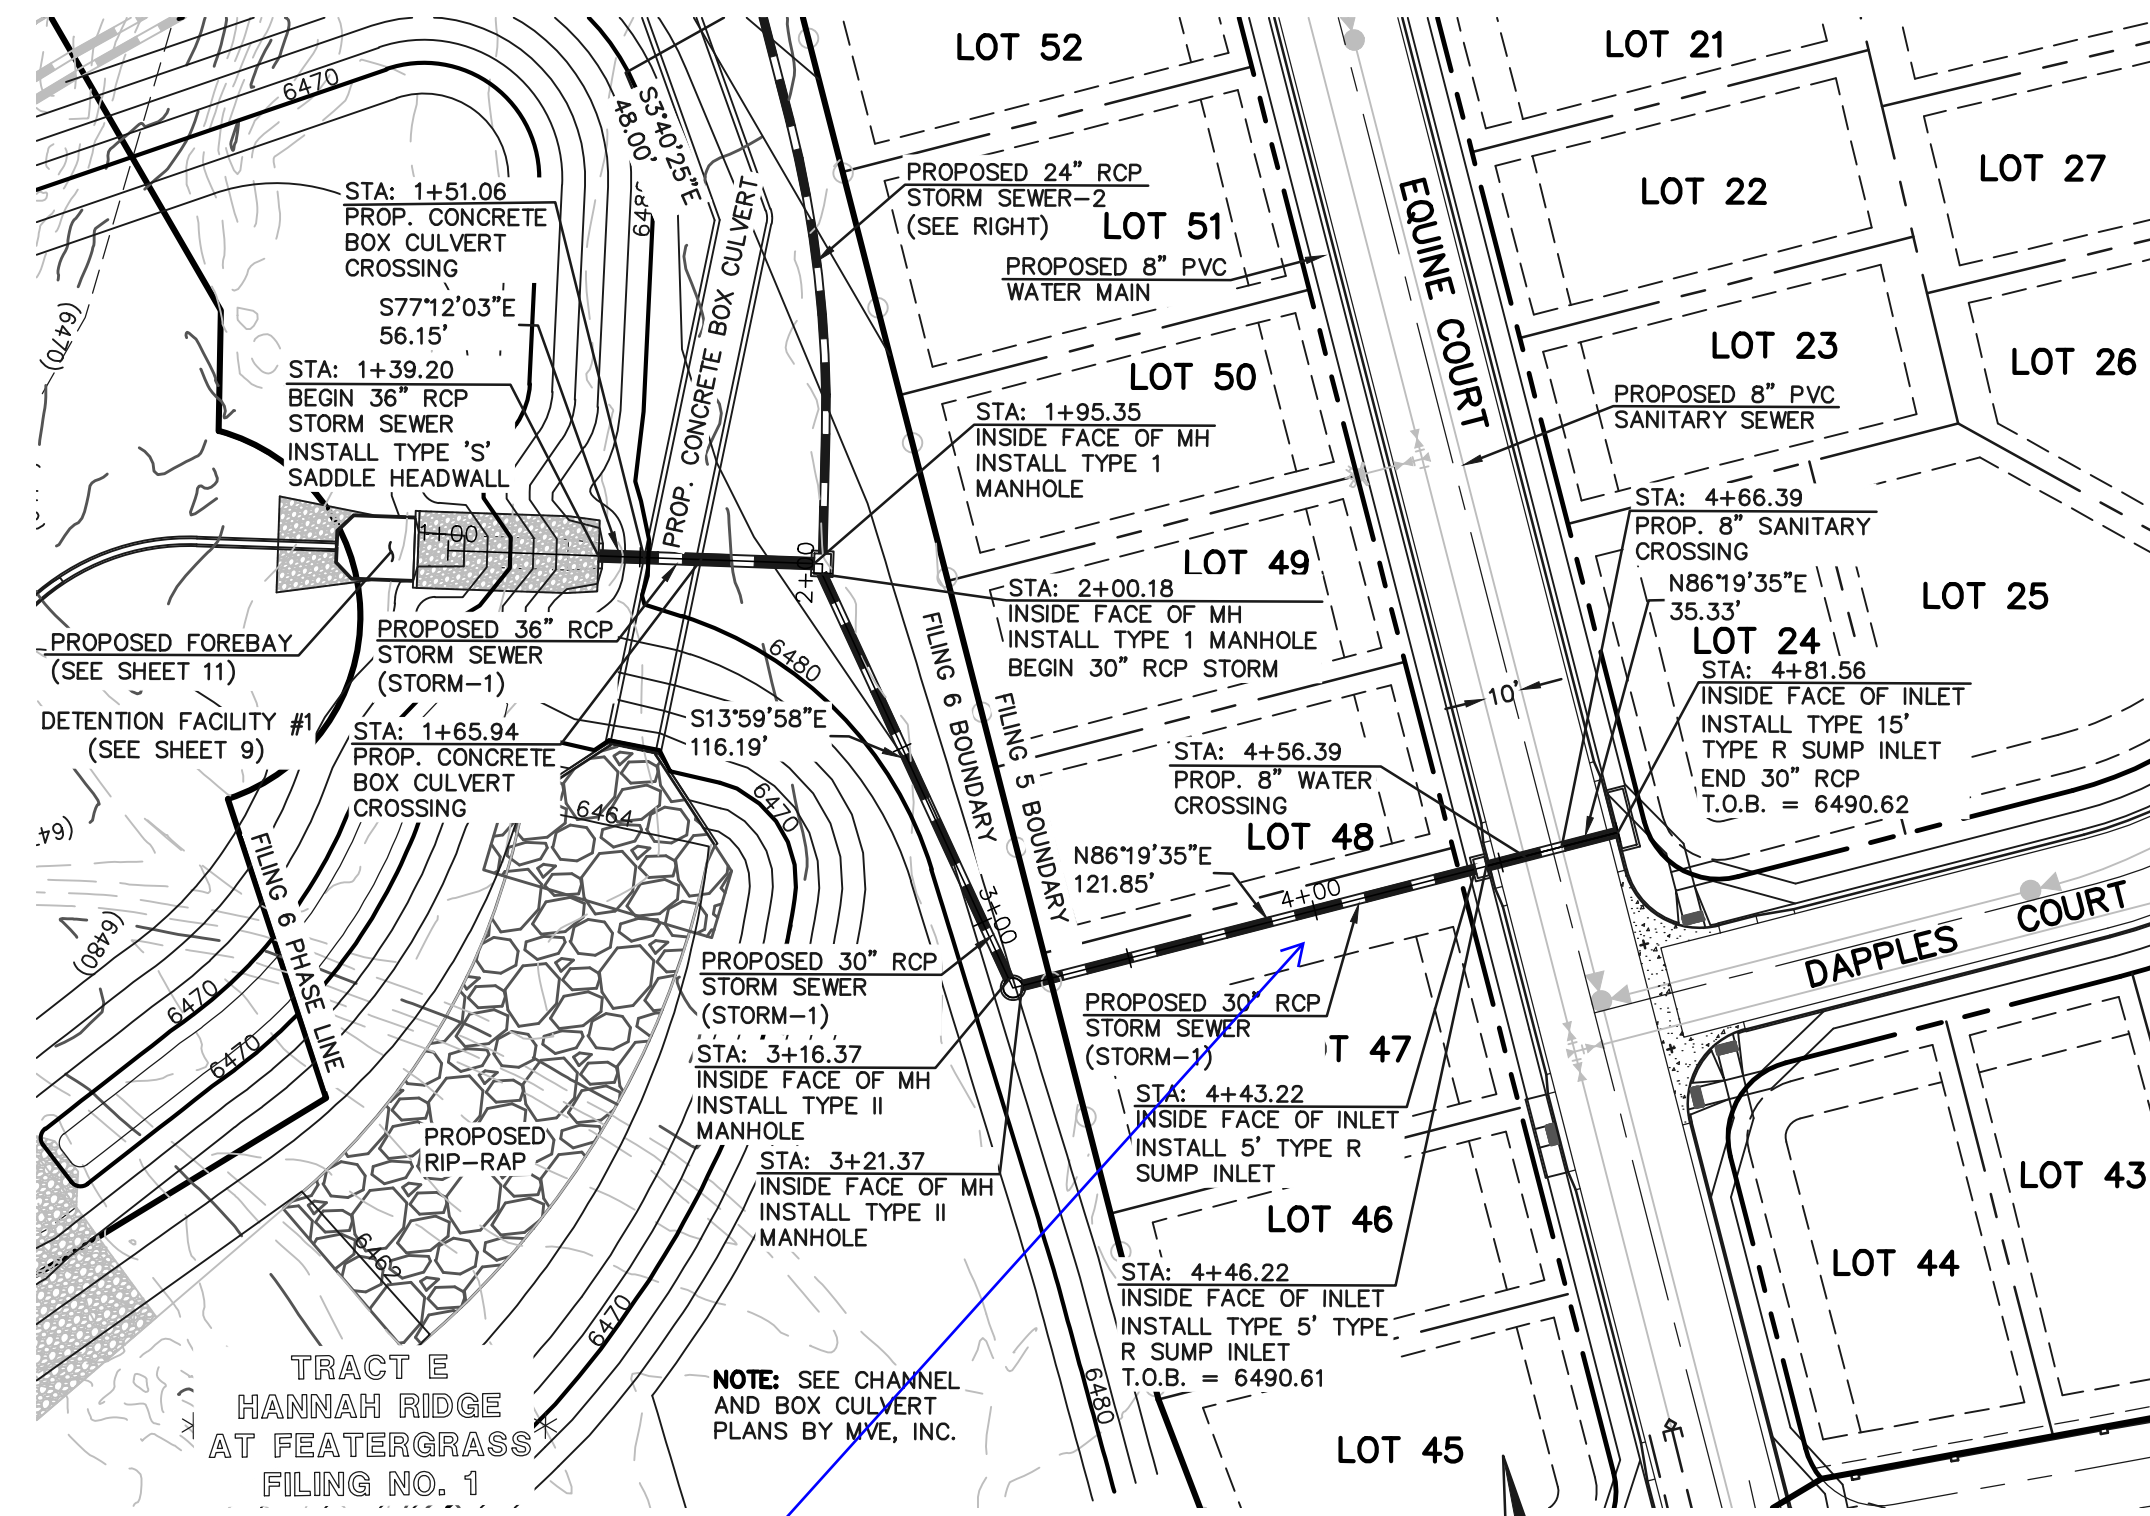 LOT 52
LOT 21
6470
S3°40'25"E
48.00'
PROPOSED 24" RCP
STORM SEWER-2
(SEE RIGHT)
LOT 51
LOT 22
LOT 27
STA: 1+51.06
PROP. CONCRETE
BOX CULVERT
CROSSING
PROPOSED 8" PVC
WATER MAIN
EQUINE COURT
S77°12'03"E
56.15'
(6470)
PROP. CONCRETE BOX CULVERT
LOT 23
LOT 26
STA: 1+39.20
BEGIN 36" RCP
STORM SEWER
INSTALL TYPE 'S'
SADDLE HEADWALL
LOT 50
PROPOSED 8" PVC
SANITARY SEWER
STA: 1+95.35
INSIDE FACE OF MH
INSTALL TYPE 1
MANHOLE
STA: 4+66.39
PROP. 8" SANITARY
CROSSING
1+00
LOT 49
N86°19'35"E
35.33'
LOT 25
STA: 2+00.18
INSIDE FACE OF MH
INSTALL TYPE 1 MANHOLE
BEGIN 30" RCP STORM
LOT 24
PROPOSED FOREBAY
(SEE SHEET 11)
PROPOSED 36" RCP
STORM SEWER
(STORM-1)
6480
FILING 6 BOUNDARY
FILING 5 BOUNDARY
10'
STA: 4+81.56
INSIDE FACE OF INLET
INSTALL TYPE 15'
TYPE R SUMP INLET
END 30" RCP
T.O.B. = 6490.62
DETENTION FACILITY #1
(SEE SHEET 9)
STA: 1+65.94
PROP. CONCRETE
BOX CULVERT
CROSSING
S13°59'58"E
116.19'
STA: 4+56.39
PROP. 8" WATER
CROSSING
6470
6464
LOT 48
N86°19'35"E
121.85'
FILING 6 PHASE LINE
4+00
3+00
DAPPLES COURT
(6480)
PROPOSED 30" RCP
STORM SEWER
(STORM-1)
PROPOSED 30" RCP
STORM SEWER
(STORM-1)
T 47
6470
6470
STA: 3+16.37
INSIDE FACE OF MH
INSTALL TYPE II
MANHOLE
STA: 4+43.22
INSIDE FACE OF INLET
INSTALL 5' TYPE R
SUMP INLET
PROPOSED
RIP-RAP
STA: 3+21.37
INSIDE FACE OF MH
INSTALL TYPE II
MANHOLE
LOT 43
LOT 46
LOT 44
6462
STA: 4+46.22
INSIDE FACE OF INLET
INSTALL TYPE 5' TYPE
R SUMP INLET
T.O.B. = 6490.61
6470
6480
TRACT E
HANNAH RIDGE
AT FEATERGRASS
FILING NO. 1
NOTE: SEE CHANNEL
AND BOX CULVERT
PLANS BY MVE, INC.
LOT 45